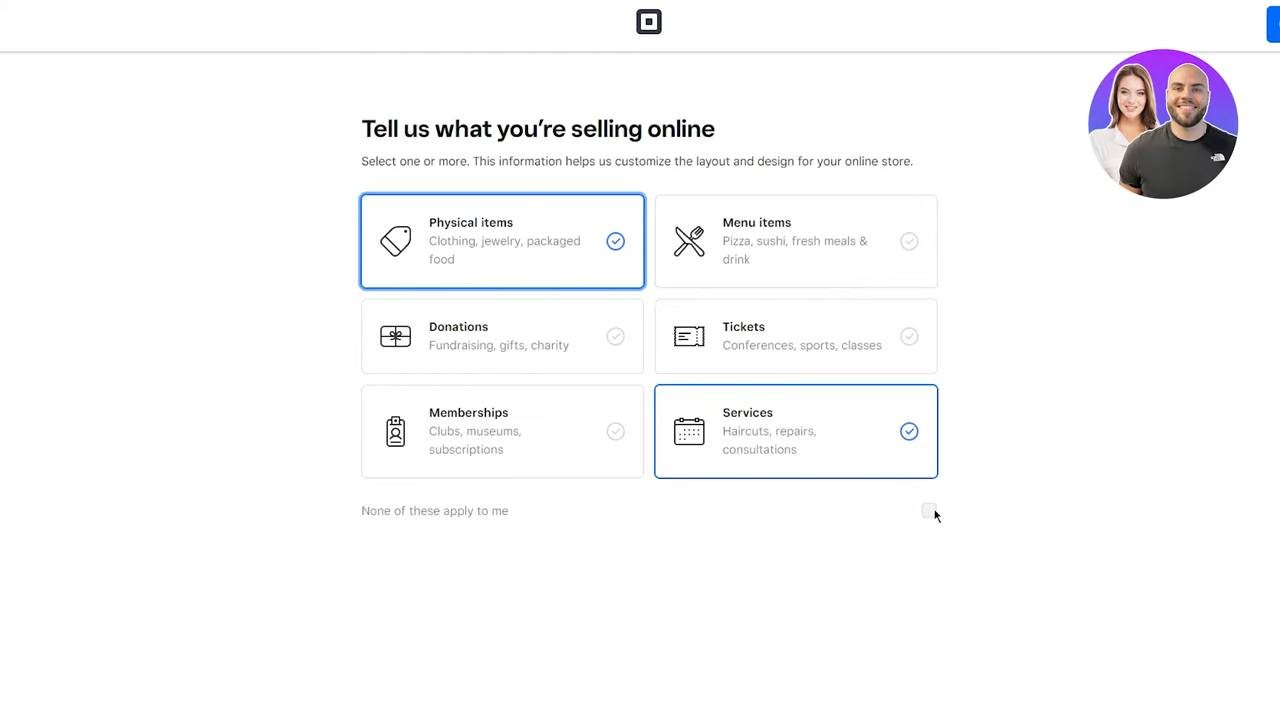 Tell us what you’re selling online
Select one or more. This information helps us customize the layout and design for your online store.
Physical items
Clothing, jewelry, packaged
food
Menu items
Pizza, sushi, fresh meals &
drink
Donations
Fundraising, gifts, charity
Tickets
Conferences, sports, classes
Memberships
Clubs, museums,
subscriptions
Services
Haircuts, repairs,
consultations
None of these apply to me